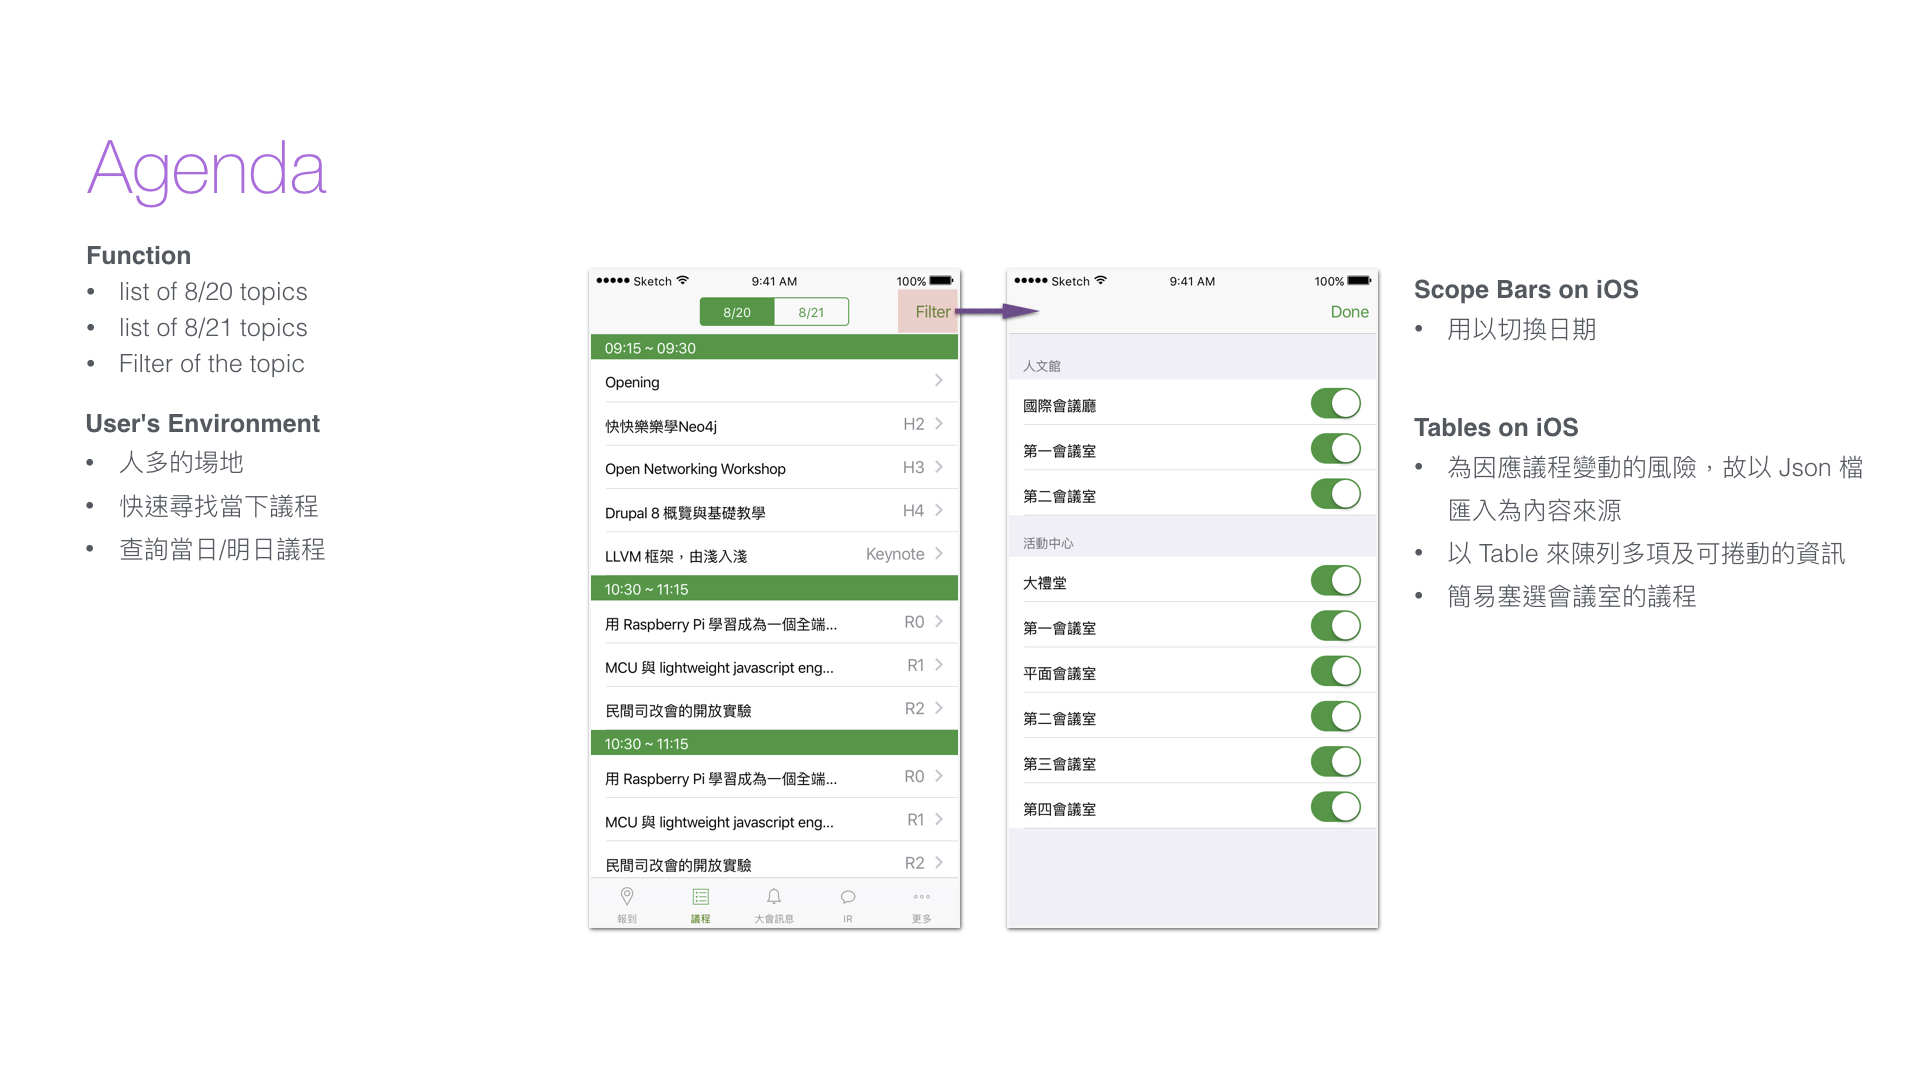 Agenda
Function
• list of 8/20 topics
• list of 8/21 topics
• Filter of the topic
User's Environment
• 人多的場地
• 快速尋找當下議程
• 查詢當日/明日議程
Sketch 9:41 AM 100%
8/20 8/21 Filter
09:15 ~ 09:30
Opening
快快樂樂學Neo4j H2
Open Networking Workshop H3
Drupal 8 概覽與基礎教學 H4
LLVM 框架，由淺入淺 Keynote
10:30 ~ 11:15
用 Raspberry Pi 學習成為一個全端... R0
MCU 與 lightweight javascript eng... R1
民間司改會的開放實驗 R2
10:30 ~ 11:15
用 Raspberry Pi 學習成為一個全端... R0
MCU 與 lightweight javascript eng... R1
民間司改會的開放實驗 R2
報到 議程 大會訊息 IR 更多
Sketch 9:41 AM 100%
Done
人文館
國際會議廳
第一會議室
第二會議室
活動中心
大禮堂
第一會議室
平面會議室
第二會議室
第三會議室
第四會議室
Scope Bars on iOS
• 用以切換日期
Tables on iOS
• 為因應議程變動的風險，故以 Json 檔
匯入為內容來源
• 以 Table 來陳列多項及可捲動的資訊
• 簡易塞選會議室的議程